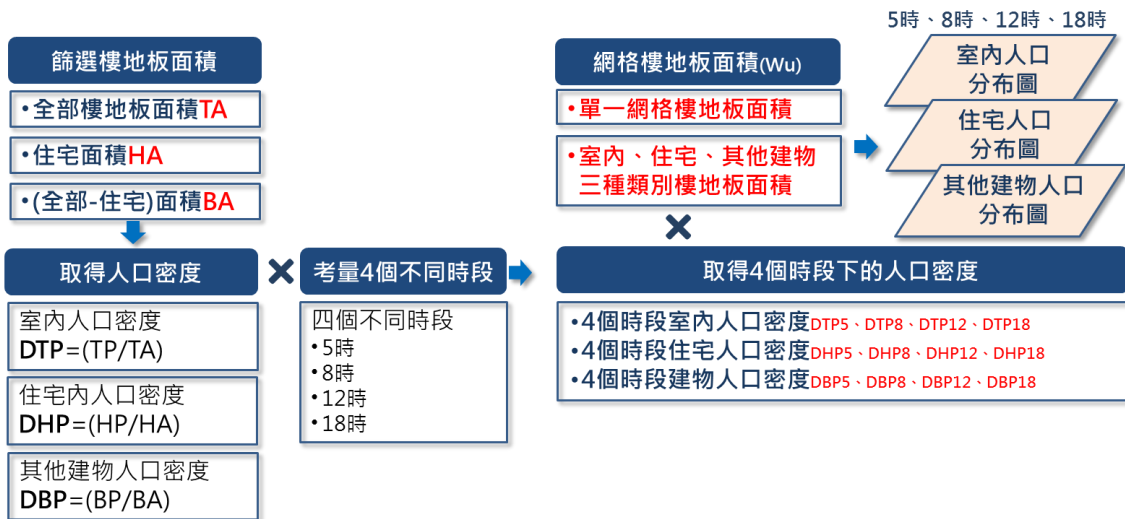 篩選樓地板面積
•全部樓地板面積TA
•住宅面積HA
•(全部-住宅)面積BA
取得人口密度
室內人口密度
DTP=(TP/TA)
住宅內人口密度
DHP=(HP/HA)
其他建物人口密度
DBP=(BP/BA)
考量4個不同時段
四個不同時段
•5時
•8時
•12時
•18時
網格樓地板面積(Wu)
•單一網格樓地板面積
•室內、住宅、其他建物
三種類別樓地板面積
取得4個時段下的人口密度
•4個時段室內人口密度DTP5、DTP8、DTP12、DTP18
•4個時段住宅人口密度DHP5、DHP8、DHP12、DHP18
•4個時段建物人口密度DBP5、DBP8、DBP12、DBP18
5時、8時、12時、18時
室內人口
分布圖
住宅人口
分布圖
其他建物人口
分布圖